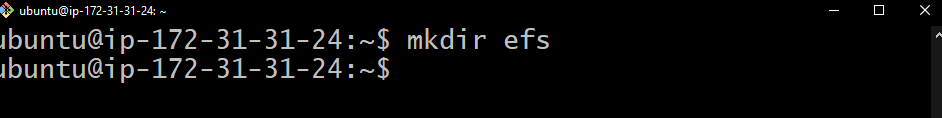 ubuntu@ip-172-31-31-24: ~
ubuntu@ip-172-31-31-24:~$ mkdir efs
ubuntu@ip-172-31-31-24:~$